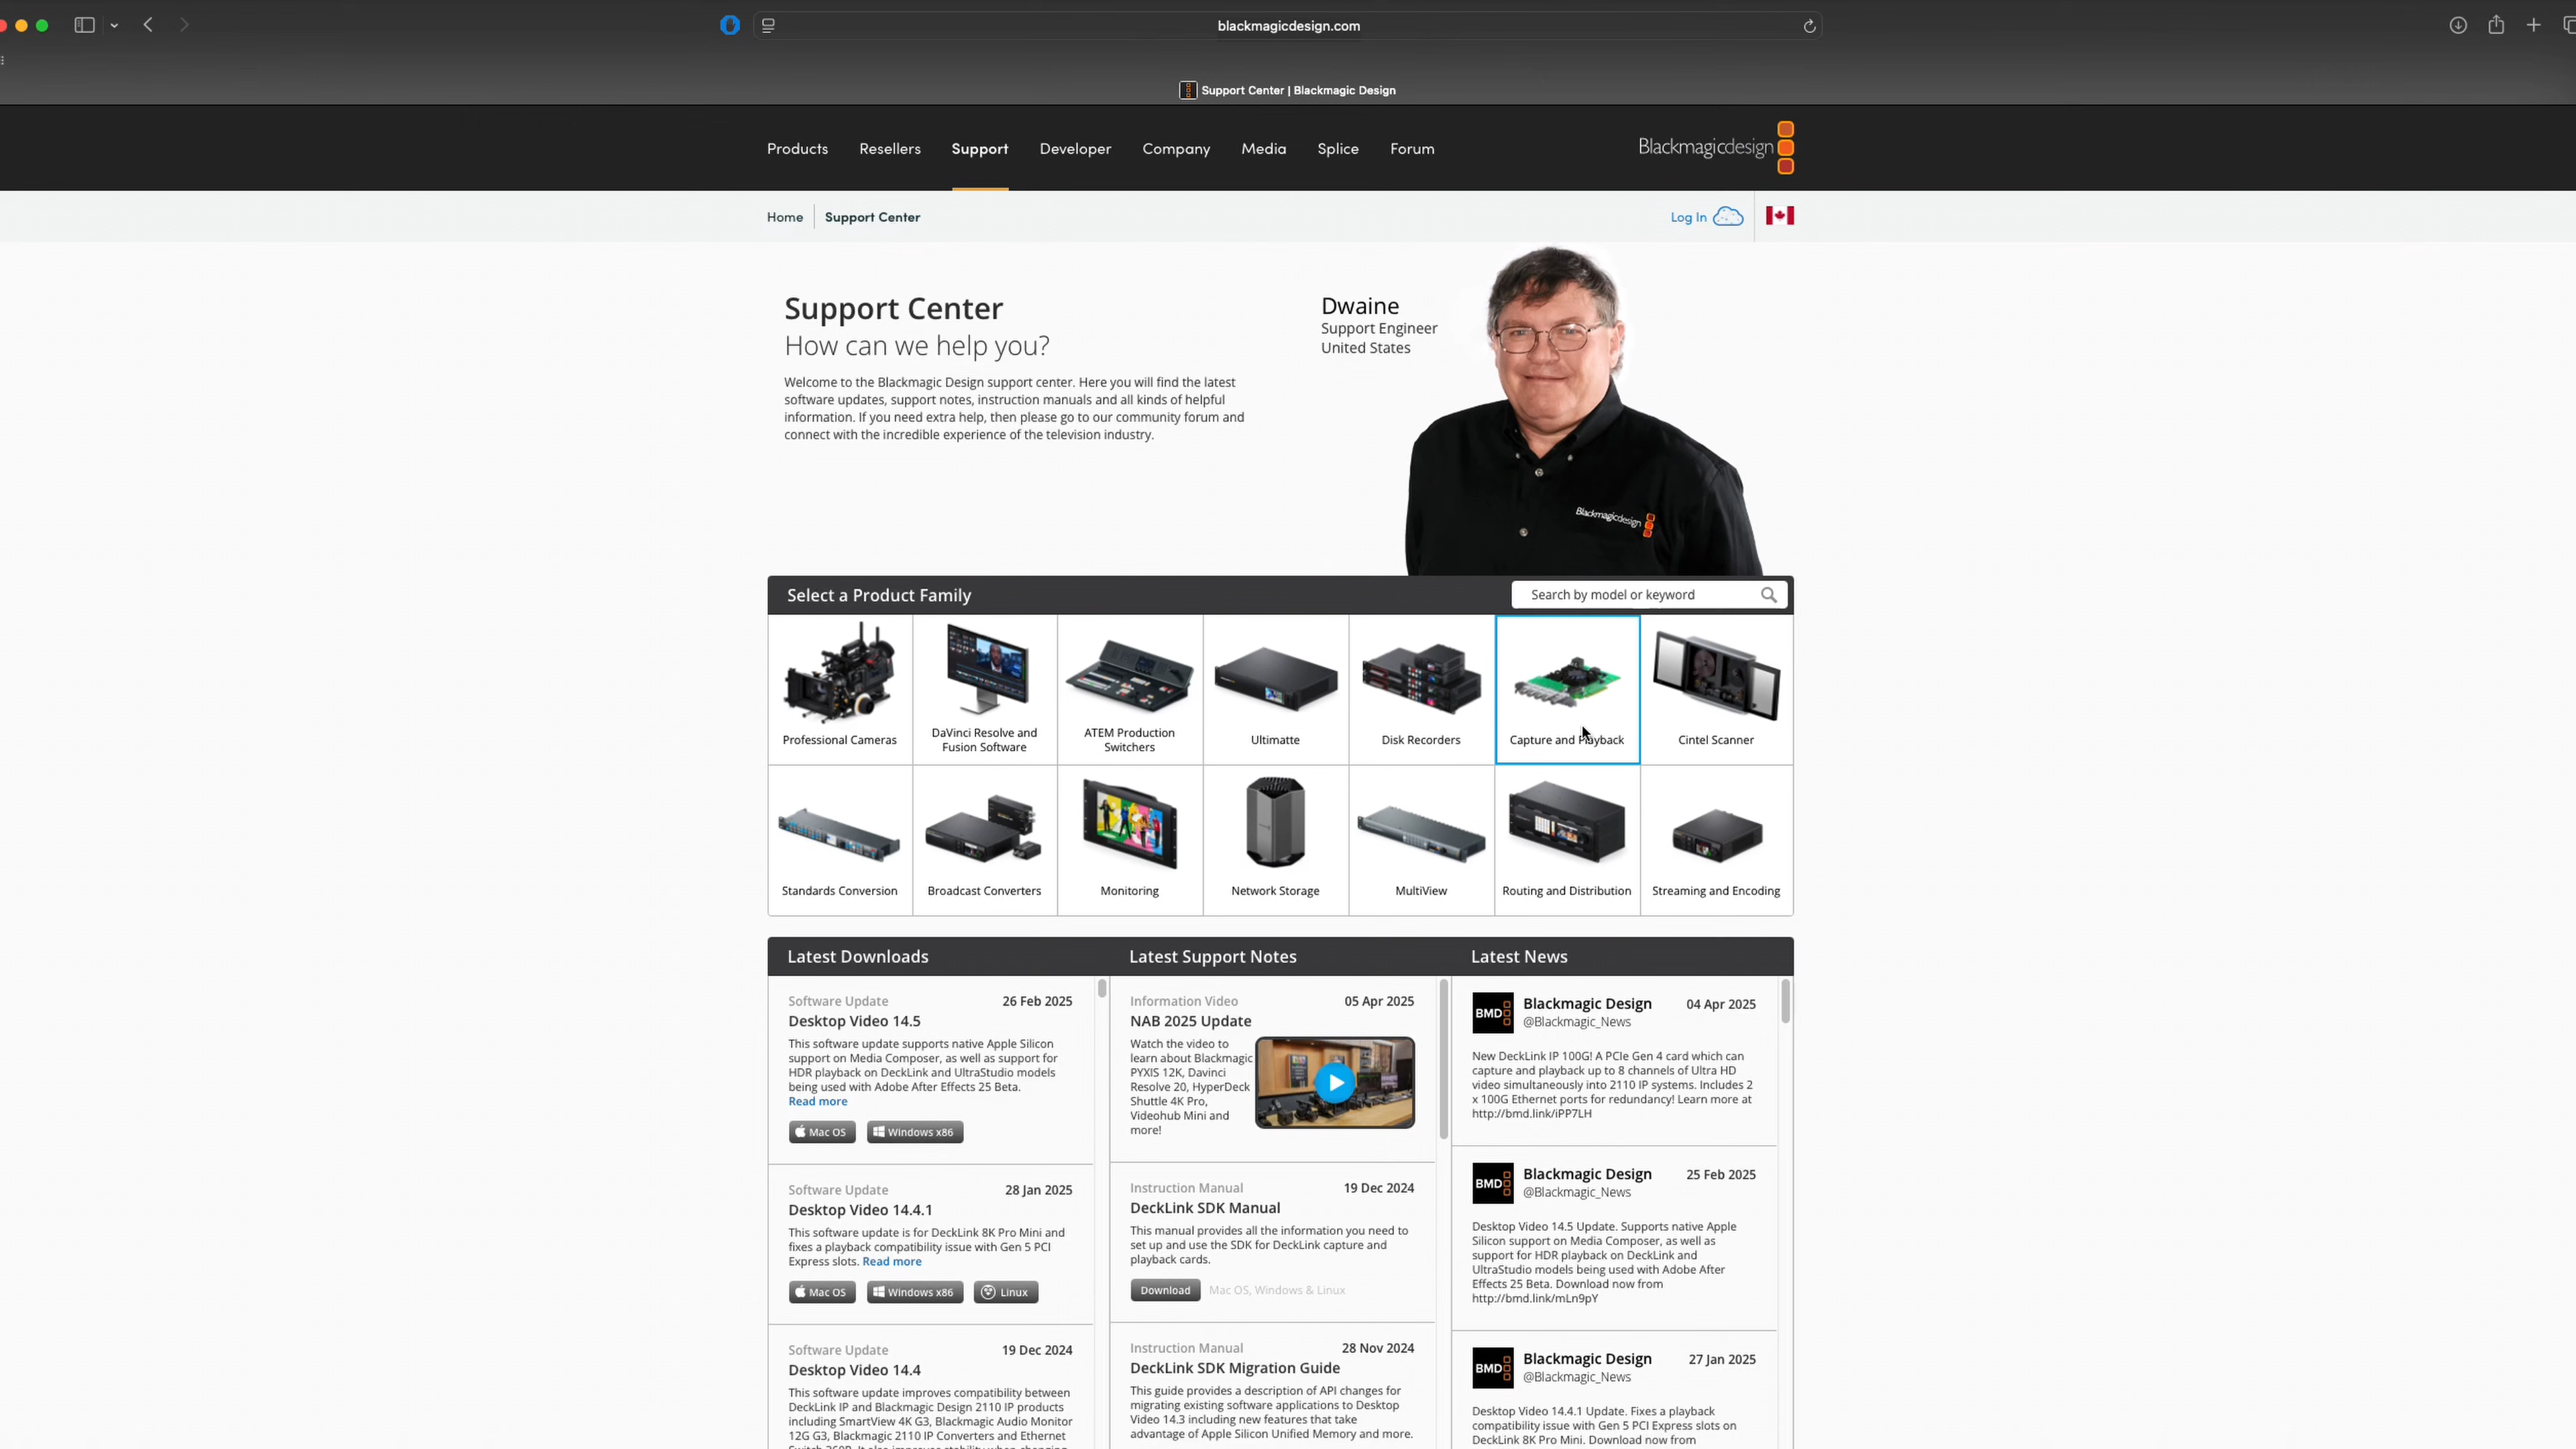 blackmagicdesign.com
Support Center | Blackmagic Design
Products Resellers Support Developer Company Media Splice Forum
Blackmagicdesign
Home Support Center
Log In
Support Center
How can we help you?
Welcome to the Blackmagic Design support center. Here you will find the latest
software updates, support notes, instruction manuals and all kinds of helpful
information. If you need extra help, then please go to our community forum and
connect with the incredible experience of the television industry.
Dwaine
Support Engineer
United States
Blackmagicdesign
Select a Product Family
Search by model or keyword
Professional Cameras
DaVinci Resolve and
Fusion Software
ATEM Production
Switchers
Ultimatte
Disk Recorders
Capture and Playback
Cintel Scanner
Standards Conversion
Broadcast Converters
Monitoring
Network Storage
MultiView
Routing and Distribution
Streaming and Encoding
Latest Downloads
Software Update 26 Feb 2025
Desktop Video 14.5
This software update supports native Apple Silicon
support on Media Composer, as well as support for
HDR playback on DeckLink and UltraStudio models
being used with Adobe After Effects 25 Beta.
Read more
Mac OS Windows x86
Software Update 28 Jan 2025
Desktop Video 14.4.1
This software update is for DeckLink 8K Pro Mini and
fixes a playback compatibility issue with Gen 5 PCI
Express slots. Read more
Mac OS Windows x86 Linux
Software Update 19 Dec 2024
Desktop Video 14.4
This software update improves compatibility between
DeckLink IP and Blackmagic Design 2110 IP products
including SmartView 4K G3, Blackmagic Audio Monitor
12G G3, Blackmagic 2110 IP Converters and Ethernet
Latest Support Notes
Information Video 05 Apr 2025
NAB 2025 Update
Watch the video to
learn about Blackmagic
PYXIS 12K, Davinci
Resolve 20, HyperDeck
Shuttle 4K Pro,
Videohub Mini and
more!
Instruction Manual 19 Dec 2024
DeckLink SDK Manual
This manual provides all the information you need to
set up and use the SDK for DeckLink capture and
playback cards.
Download Mac OS, Windows & Linux
Instruction Manual 28 Nov 2024
DeckLink SDK Migration Guide
This guide provides a description of API changes for
migrating existing software applications to Desktop
Video 14.3 including new features that take
advantage of Apple Silicon Unified Memory and more.
Latest News
BMD
Blackmagic Design 04 Apr 2025
@Blackmagic_News
New DeckLink IP 100G! A PCIe Gen 4 card which can
capture and playback up to 8 channels of Ultra HD
video simultaneously into 2110 IP systems. Includes 2
x 100G Ethernet ports for redundancy! Learn more at
http://bmd.link/iPP7LH
BMD
Blackmagic Design 25 Feb 2025
@Blackmagic_News
Desktop Video 14.5 Update. Supports native Apple
Silicon support on Media Composer, as well as
support for HDR playback on DeckLink and
UltraStudio models being used with Adobe After
Effects 25 Beta. Download now from
http://bmd.link/mLn9pY
BMD
Blackmagic Design 27 Jan 2025
@Blackmagic_News
Desktop Video 14.4.1 Update. Fixes a playback
compatibility issue with Gen 5 PCI Express slots on
DeckLink 8K Pro Mini. Download now from